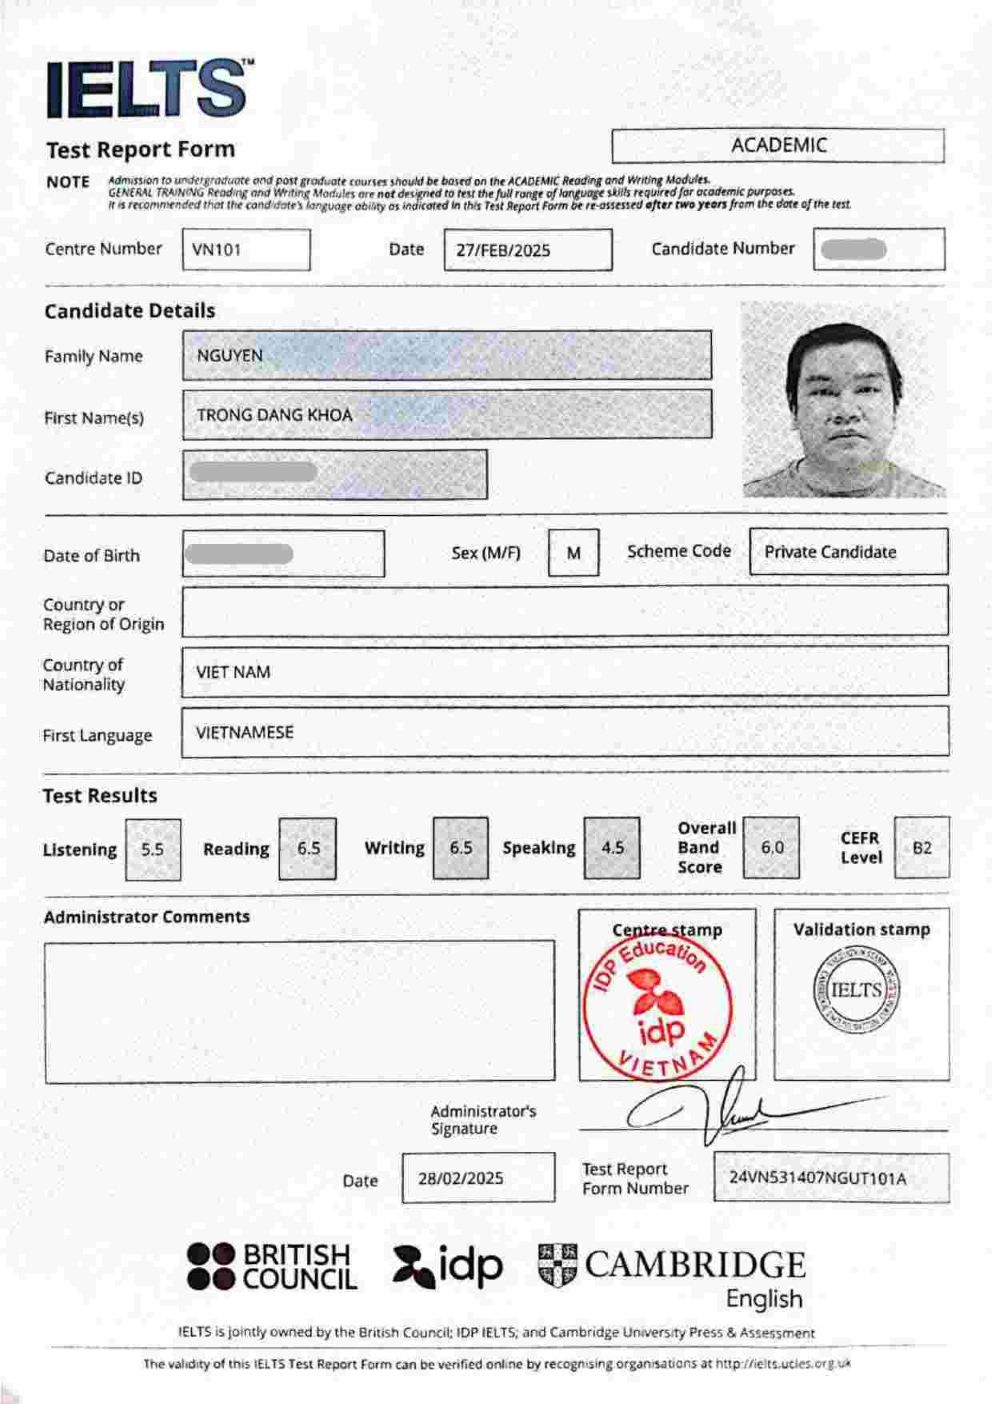 IELTS™
Test Report Form
ACADEMIC
NOTE Admission to undergraduate and post graduate courses should be based on the ACADEMIC Reading and Writing Modules.
GENERAL TRAINING Reading and Writing Modules are not designed to test the full range of language skills required for academic purposes.
It is recommended that the candidate's language ability as indicated in this Test Report Form be re-assessed after two years from the date of the test.
Centre Number VN101 Date 27/FEB/2025 Candidate Number
Candidate Details
Family Name NGUYEN
First Name(s) TRONG DANG KHOA
Candidate ID
Date of Birth Sex (M/F) M Scheme Code Private Candidate
Country or
Region of Origin
Country of
Nationality VIET NAM
First Language VIETNAMESE
Test Results
Listening 5.5 Reading 6.5 Writing 6.5 Speaking 4.5 Overall Band Score 6.0 CEFR Level B2
Administrator Comments
Centre stamp
IDP Education
idp
VIETNAM
Validation stamp
IELTS
Administrator's
Signature
Date 28/02/2025
Test Report
Form Number 24VN531407NGUT101A
BRITISH
COUNCIL
idp
CAMBRIDGE
English
IELTS is jointly owned by the British Council; IDP IELTS; and Cambridge University Press & Assessment
The validity of this IELTS Test Report Form can be verified online by recognising organisations at http://ielts.ucles.org.uk